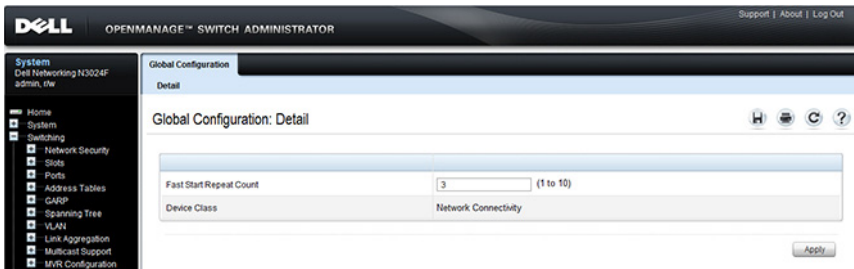 Support | About | Log Out
DELL OPENMANAGE™ SWITCH ADMINISTRATOR
System
Dell Networking N3024F
admin, r/w
Home
System
Switching
Network Security
Slots
Ports
Address Tables
GARP
Spanning Tree
VLAN
Link Aggregation
Multicast Support
MVR Configuration
Global Configuration
Detail
Global Configuration: Detail
Fast Start Repeat Count 3 (1 to 10)
Device Class Network Connectivity
Apply